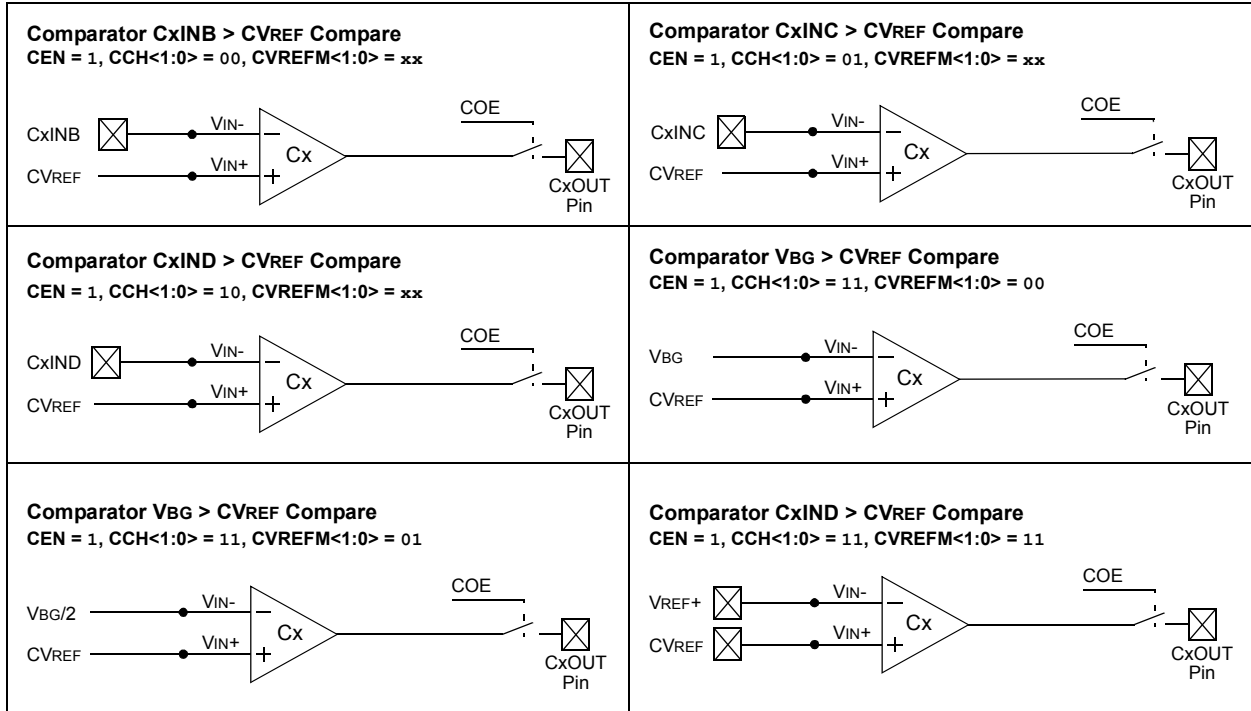 Comparator CxINB > CVREF Compare
CEN = 1, CCH<1:0> = 00, CVREFM<1:0> = xx
COE
CxINB
VIN-
–
Cx
CVREF
VIN+
+
CxOUT
Pin
Comparator CxINC > CVREF Compare
CEN = 1, CCH<1:0> = 01, CVREFM<1:0> = xx
COE
CxINC
VIN-
–
Cx
CVREF
VIN+
+
CxOUT
Pin
Comparator CxIND > CVREF Compare
CEN = 1, CCH<1:0> = 10, CVREFM<1:0> = xx
COE
CxIND
VIN-
–
Cx
CVREF
VIN+
+
CxOUT
Pin
Comparator VBG > CVREF Compare
CEN = 1, CCH<1:0> = 11, CVREFM<1:0> = 00
COE
VBG
VIN-
–
Cx
CVREF
VIN+
+
CxOUT
Pin
Comparator VBG > CVREF Compare
CEN = 1, CCH<1:0> = 11, CVREFM<1:0> = 01
COE
VBG/2
VIN-
–
Cx
CVREF
VIN+
+
CxOUT
Pin
Comparator CxIND > CVREF Compare
CEN = 1, CCH<1:0> = 11, CVREFM<1:0> = 11
COE
VREF+
VIN-
–
Cx
CVREF
VIN+
+
CxOUT
Pin